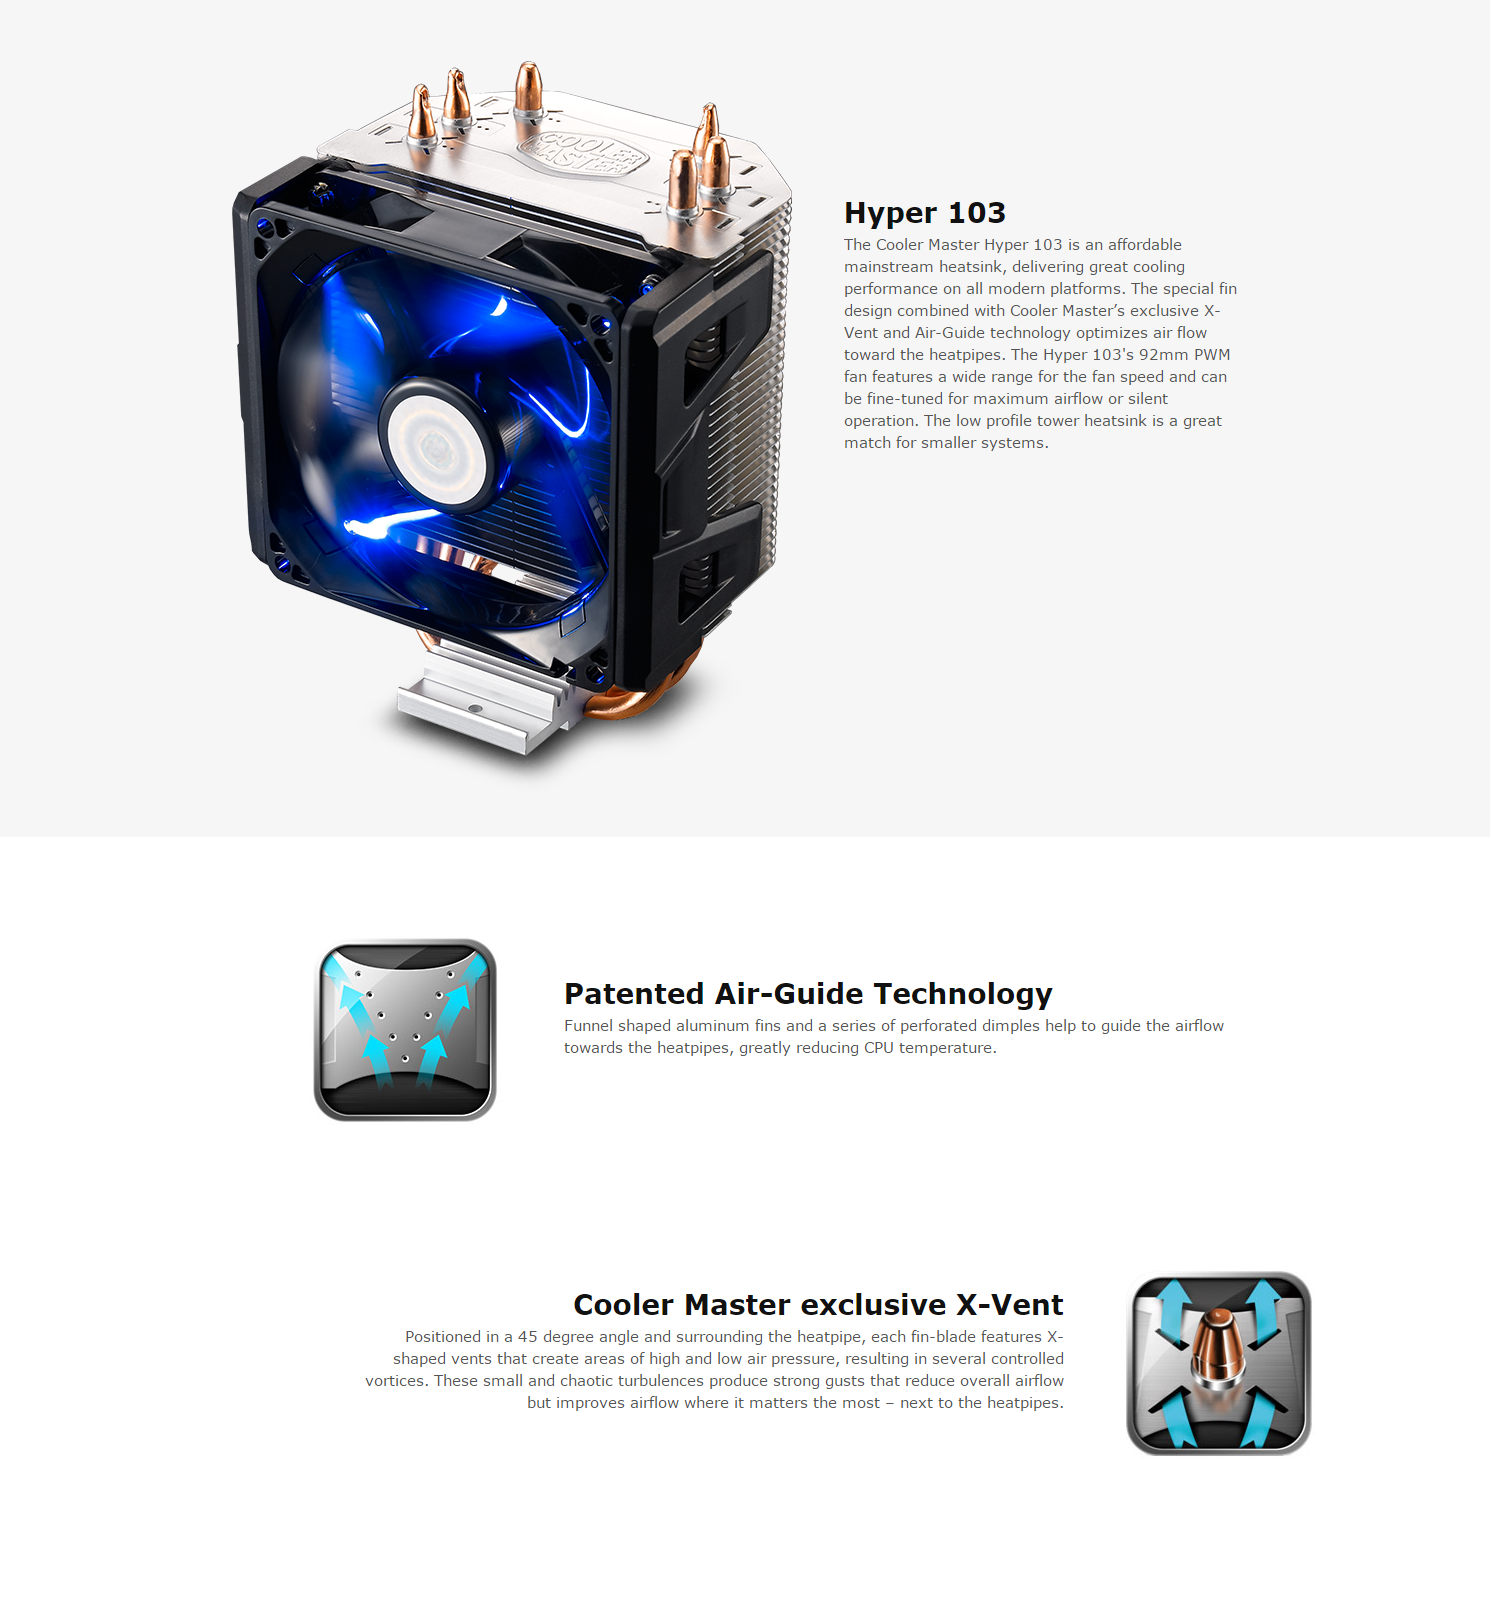 COOLER
MASTER
Hyper 103
The Cooler Master Hyper 103 is an affordable
mainstream heatsink, delivering great cooling
performance on all modern platforms. The special fin
design combined with Cooler Master’s exclusive X-
Vent and Air-Guide technology optimizes air flow
toward the heatpipes. The Hyper 103's 92mm PWM
fan features a wide range for the fan speed and can
be fine-tuned for maximum airflow or silent
operation. The low profile tower heatsink is a great
match for smaller systems.
Patented Air-Guide Technology
Funnel shaped aluminum fins and a series of perforated dimples help to guide the airflow
towards the heatpipes, greatly reducing CPU temperature.
Cooler Master exclusive X-Vent
Positioned in a 45 degree angle and surrounding the heatpipe, each fin-blade features X-
shaped vents that create areas of high and low air pressure, resulting in several controlled
vortices. These small and chaotic turbulences produce strong gusts that reduce overall airflow
but improves airflow where it matters the most – next to the heatpipes.